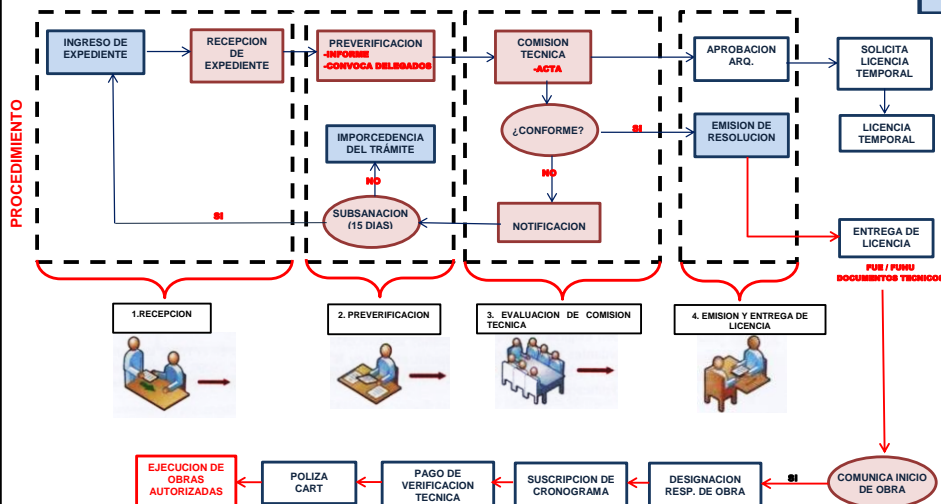 PROCEDIMIENTO
INGRESO DE
EXPEDIENTE
RECEPCION
DE
EXPEDIENTE
PREVERIFICACION
-INFORME
-CONVOCA DELEGADOS
COMISION
TECNICA
-ACTA
APROBACION
ARQ.
SOLICITA
LICENCIA
TEMPORAL
IMPORCEDENCIA
DEL TRÁMITE
¿CONFORME?
SI
EMISION DE
RESOLUCION
LICENCIA
TEMPORAL
NO
NO
SI
SUBSANACION
(15 DIAS)
NOTIFICACION
ENTREGA DE
LICENCIA
FUE / FUHU
DOCUMENTOS TECNICOS
1.RECEPCION
2. PREVERIFICACION
3. EVALUACION DE COMISION
TECNICA
4. EMISION Y ENTREGA DE
LICENCIA
EJECUCION DE
OBRAS
AUTORIZADAS
POLIZA
CART
PAGO DE
VERIFICACION
TECNICA
SUSCRIPCION DE
CRONOGRAMA
DESIGNACION
RESP. DE OBRA
SI
COMUNICA INICIO
DE OBRA